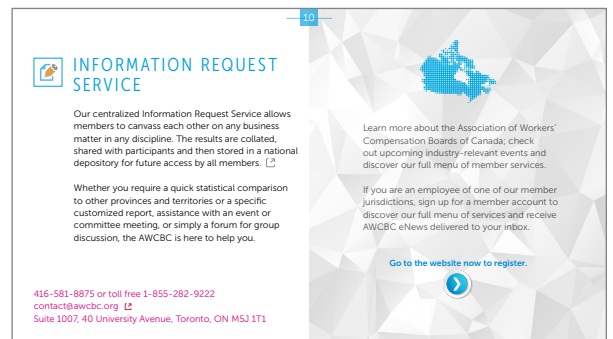 10
INFORMATION REQUEST
SERVICE
Our centralized Information Request Service allows
members to canvass each other on any business
matter in any discipline. The results are collated,
shared with participants and then stored in a national
depository for future access by all members.
Whether you require a quick statistical comparison
to other provinces and territories or a specific
customized report, assistance with an event or
committee meeting, or simply a forum for group
discussion, the AWCBC is here to help you.
416-581-8875 or toll free 1-855-282-9222
contact@awcbc.org
Suite 1007, 40 University Avenue, Toronto, ON M5J 1T1
Learn more about the Association of Workers'
Compensation Boards of Canada; check
out upcoming industry-relevant events and
discover our full menu of member services.
If you are an employee of one of our member
jurisdictions, sign up for a member account to
discover our full menu of services and receive
AWCBC eNews delivered to your inbox.
Go to the website now to register.